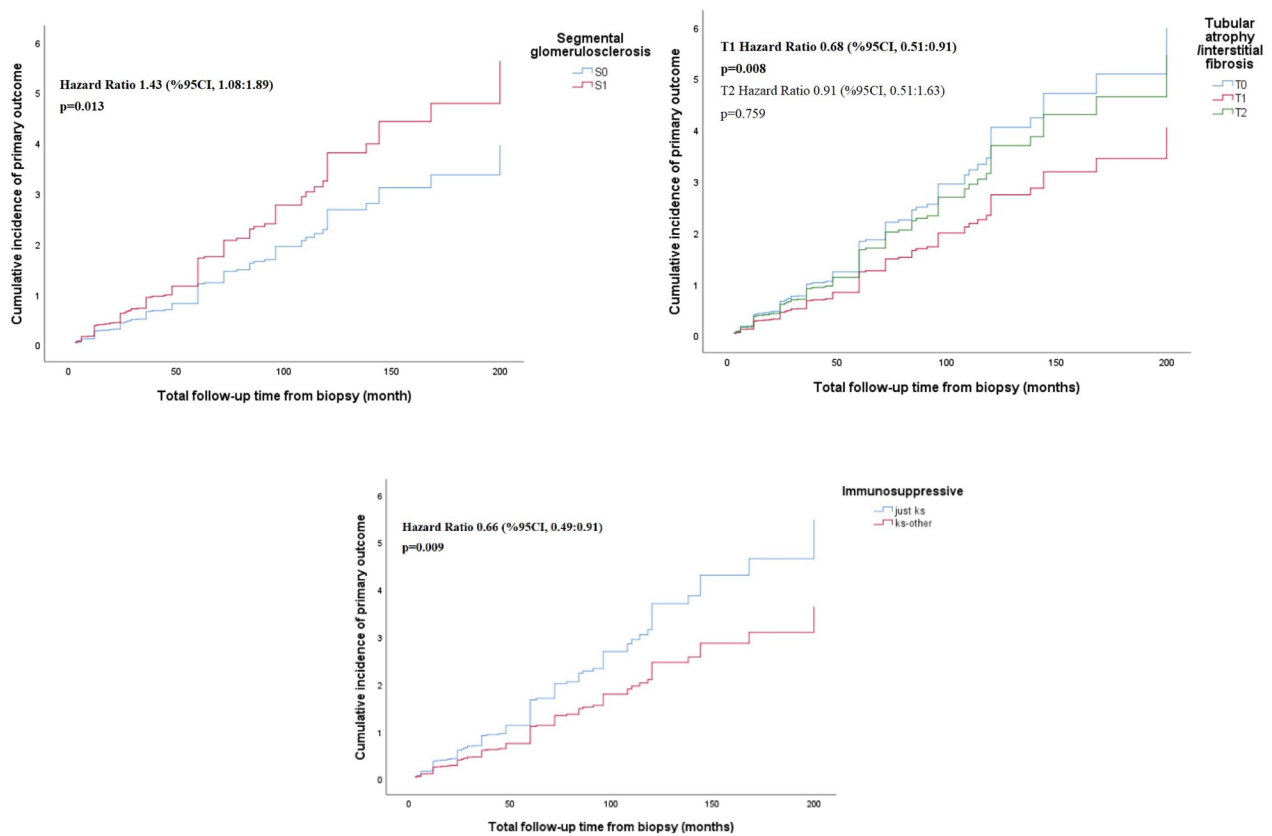 Segmental
glomerulosclerosis
S0
S1
Hazard Ratio 1.43 (%95CI, 1.08:1.89)
p=0.013
Cumulative incidence of primary outcome
6
5
4
3
2
1
0
0 50 100 150 200
Total follow-up time from biopsy (month)
Tubular
atrophy
/interstitial
fibrosis
T0
T1
T2
T1 Hazard Ratio 0.68 (%95CI, 0.51:0.91)
p=0.008
T2 Hazard Ratio 0.91 (%95CI, 0.51:1.63)
p=0.759
Cumulative incidence of primary outcome
6
5
4
3
2
1
0
0 50 100 150 200
Total follow-up time from biopsy (months)
Immunosuppressive
just ks
ks-other
Hazard Ratio 0.66 (%95CI, 0.49:0.91)
p=0.009
Cumulative incidence of primary outcome
6
5
4
3
2
1
0
0 50 100 150 200
Total follow-up time from biopsy (months)